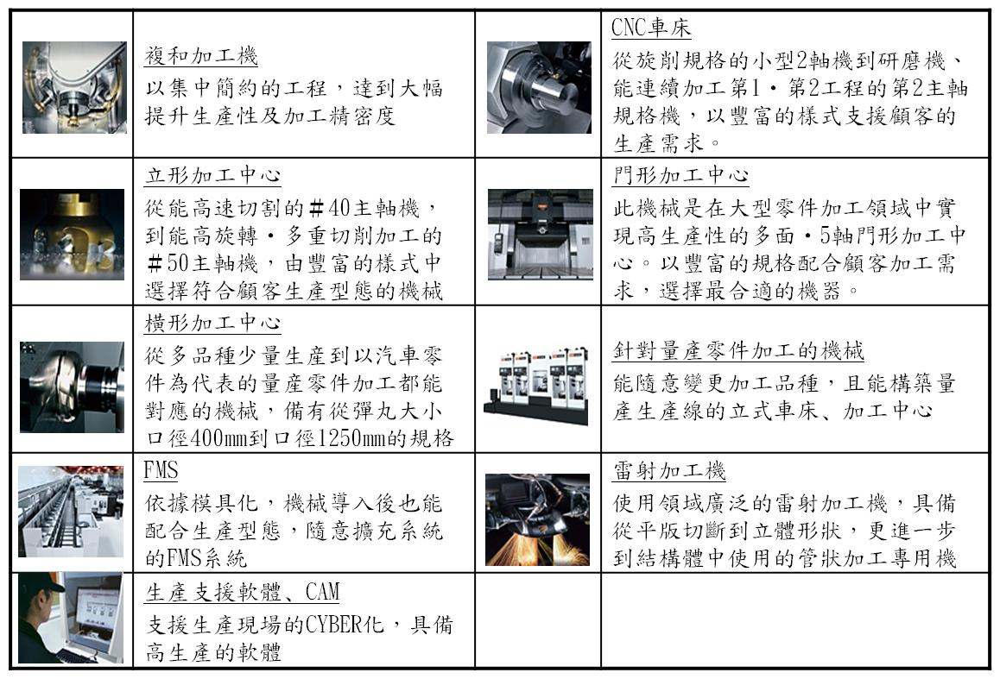 複和加工機
以集中簡約的工程，達到大幅
提升生產性及加工精密度
CNC車床
從旋削規格的小型2軸機到研磨機、
能連續加工第1・第2工程的第2主軸
規格機，以豐富的樣式支援顧客的
生產需求。
立形加工中心
從能高速切割的＃40主軸機，
到能高旋轉・多重切削加工的
＃50主軸機，由豐富的樣式中
選擇符合顧客生產型態的機械
門形加工中心
此機械是在大型零件加工領域中實
現高生產性的多面・5軸門形加工中
心。以豐富的規格配合顧客加工需
求，選擇最合適的機器。
橫形加工中心
從多品種少量生産到以汽車零
件為代表的量産零件加工都能
對應的機械，備有從彈丸大小
口徑400mm到口徑1250mm的規格
針對量產零件加工的機械
能隨意變更加工品種，且能構築量
產生產線的立式車床、加工中心
FMS
依據模具化，機械導入後也能
配合生產型態，隨意擴充系統
的FMS系統
雷射加工機
使用領域廣泛的雷射加工機，具備
從平版切斷到立體形狀，更進一步
到結構體中使用的管狀加工專用機
生產支援軟體、CAM
支援生產現場的CYBER化，具備
高生產的軟體